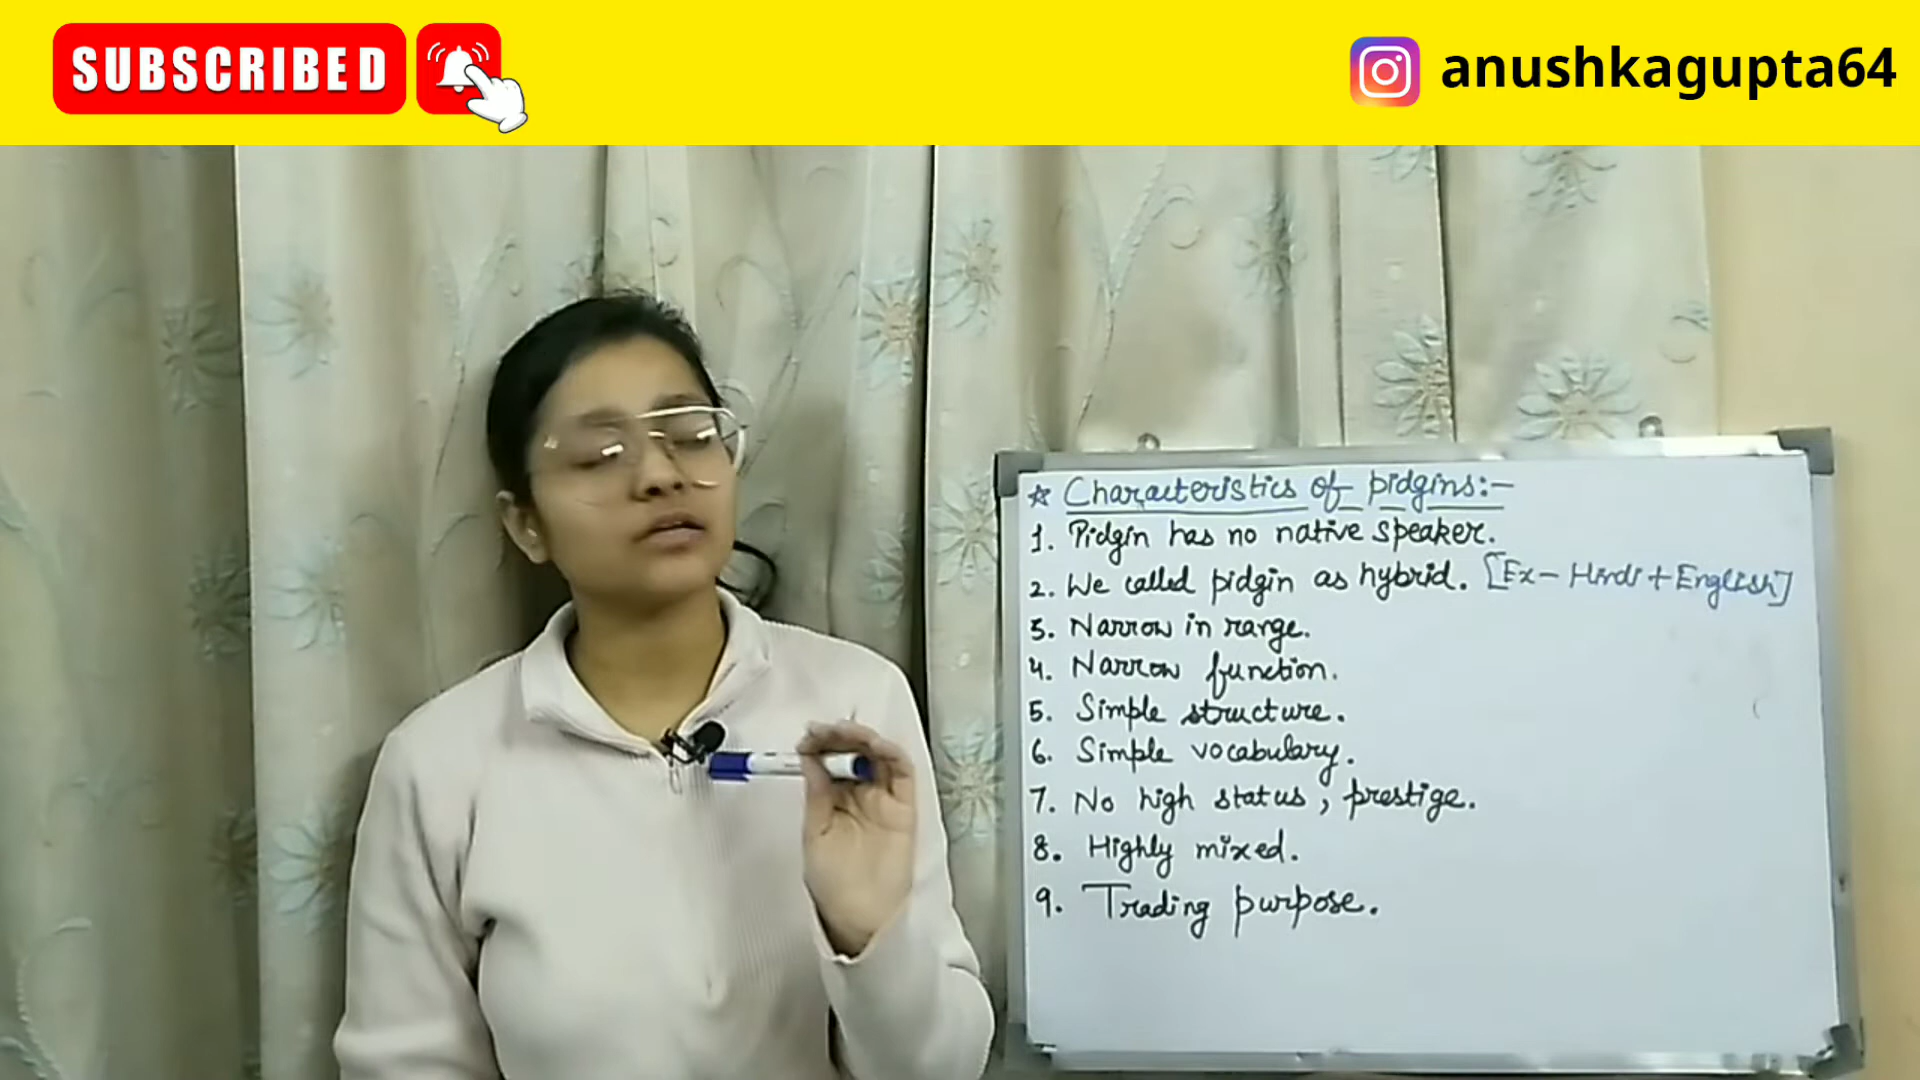 SUBSCRIBED
anushkagupta64
☆ Characteristics of pidgins:-
1. Pidgin has no native speaker.
2. We called pidgin as hybrid. [Ex- Hindi + English]
3. Narrow in range.
4. Narrow function.
5. Simple structure.
6. Simple vocabulary.
7. No high status, prestige.
8. Highly mixed.
9. Trading purpose.